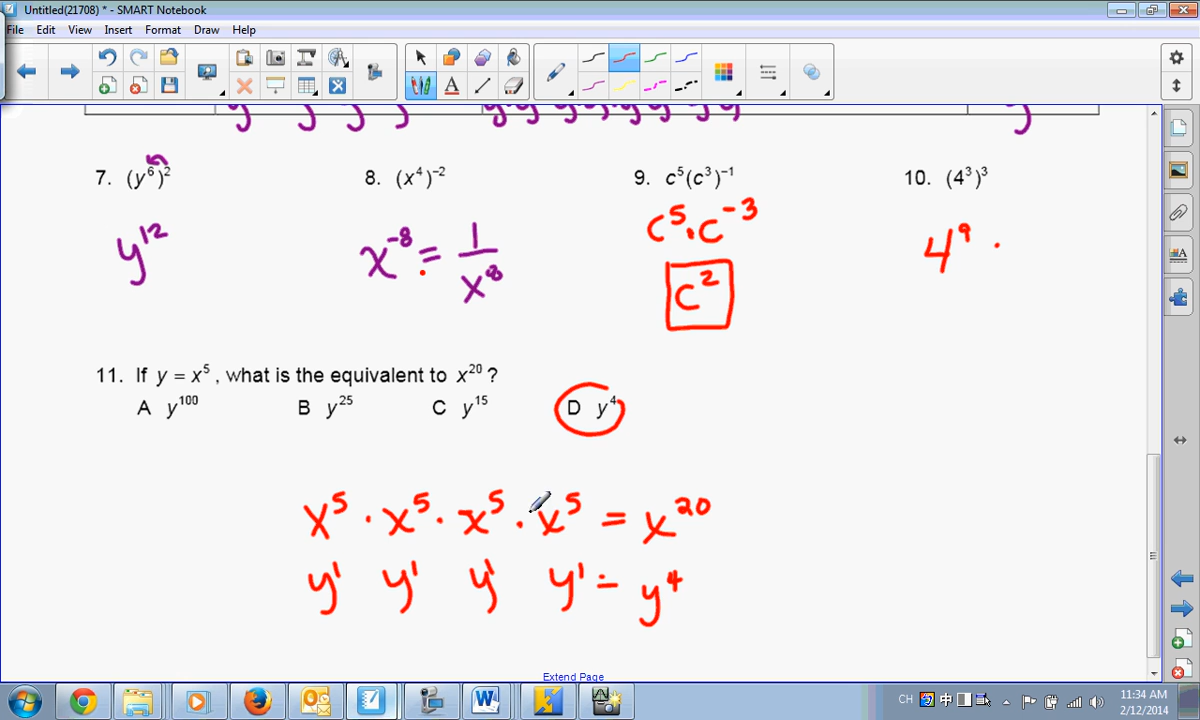 Untitled(21708) * - SMART Notebook
File Edit View Insert Format Draw Help
7. (y⁶)² 8. (x⁴)⁻² 9. c⁵(c³)⁻¹ 10. (4³)³
y¹² x⁻⁸ = 1/x⁸ c⁵ · c⁻³ 4⁹ ·
c²
11. If y = x⁵ , what is the equivalent to x²⁰ ?
A y¹⁰⁰ B y²⁵ C y¹⁵ D y⁴
x⁵ · x⁵ · x⁵ · x⁵ = x²⁰
y¹ y¹ y¹ y¹ = y⁴
Extend Page
CH 中 11:34 AM
2/12/2014